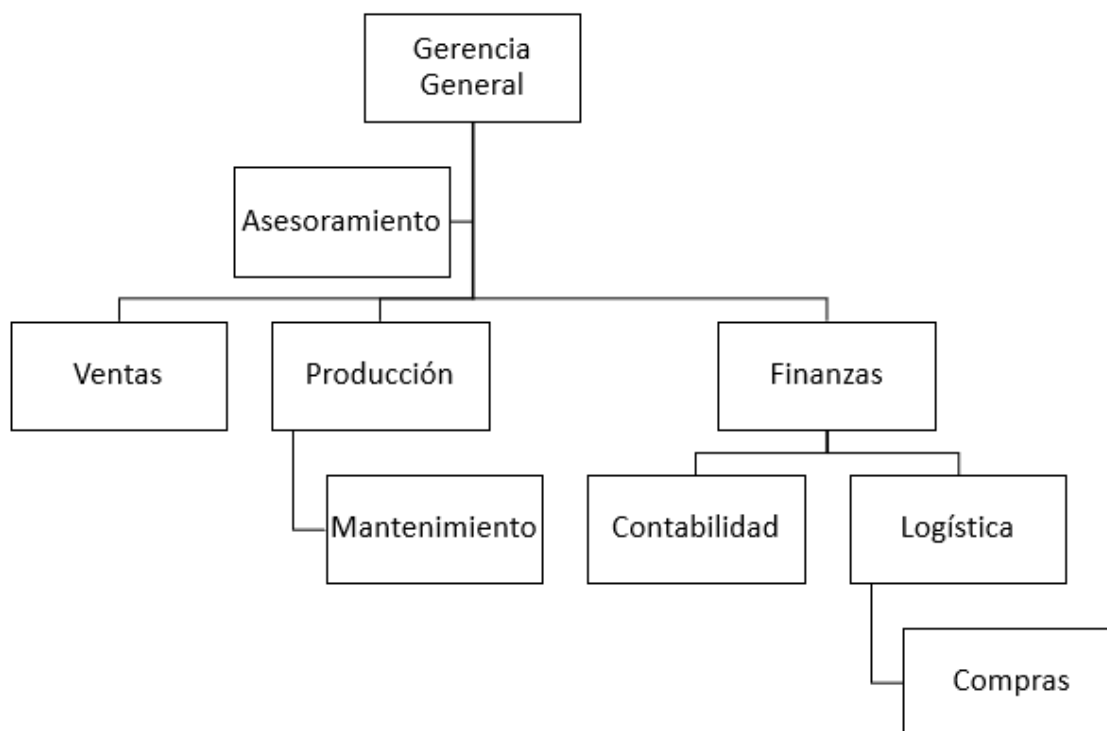 Gerencia
General
Asesoramiento
Ventas
Producción
Finanzas
Mantenimiento
Contabilidad
Logística
Compras